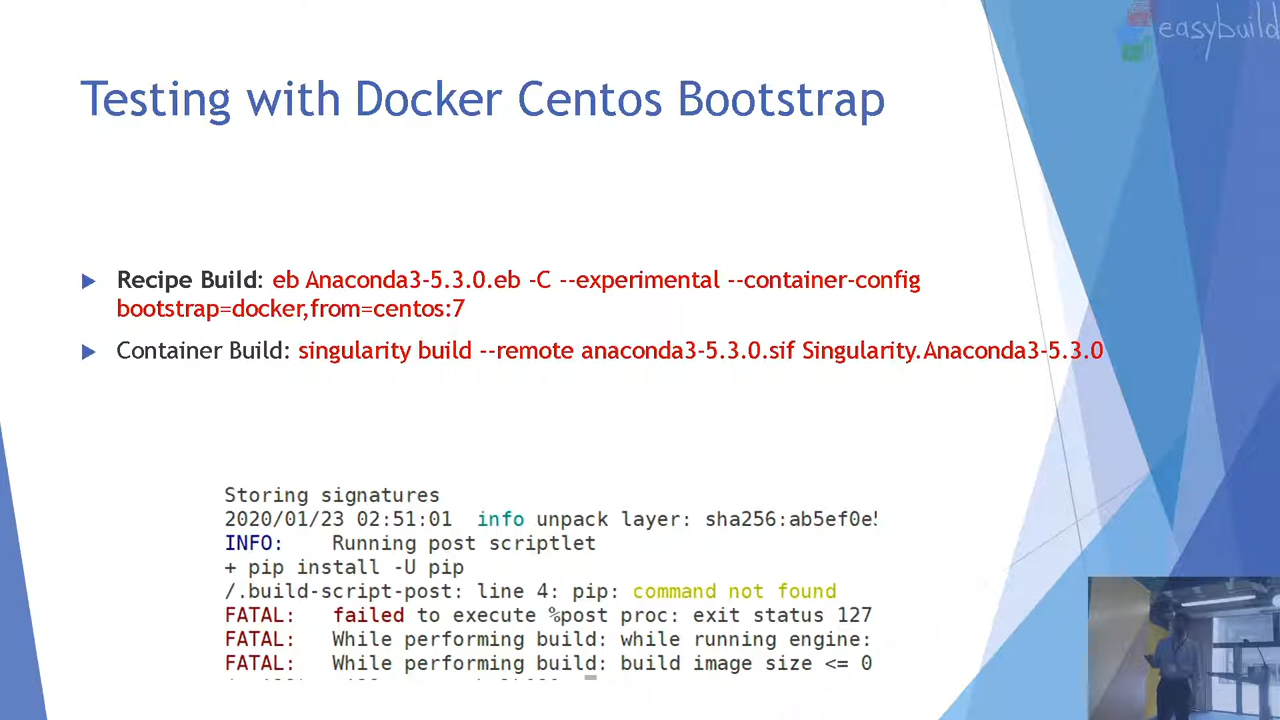 easybuild
Testing with Docker Centos Bootstrap
Recipe Build: eb Anaconda3-5.3.0.eb -C --experimental --container-config
bootstrap=docker,from=centos:7
Container Build: singularity build --remote anaconda3-5.3.0.sif Singularity.Anaconda3-5.3.0
Storing signatures
2020/01/23 02:51:01 info unpack layer: sha256:ab5ef0e
INFO: Running post scriptlet
+ pip install -U pip
/.build-script-post: line 4: pip: command not found
FATAL: failed to execute %post proc: exit status 127
FATAL: While performing build: while running engine:
FATAL: While performing build: build image size <= 0